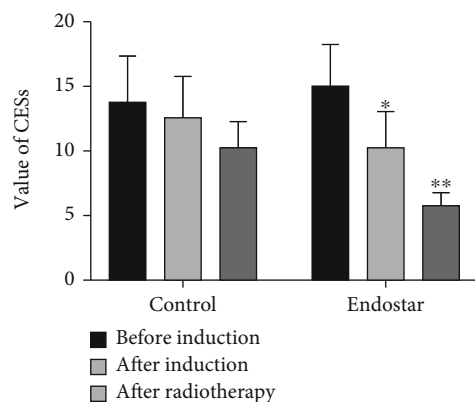 20
15
10
5
0
Value of CESs
*
**
Control Endostar
Before induction
After induction
After radiotherapy